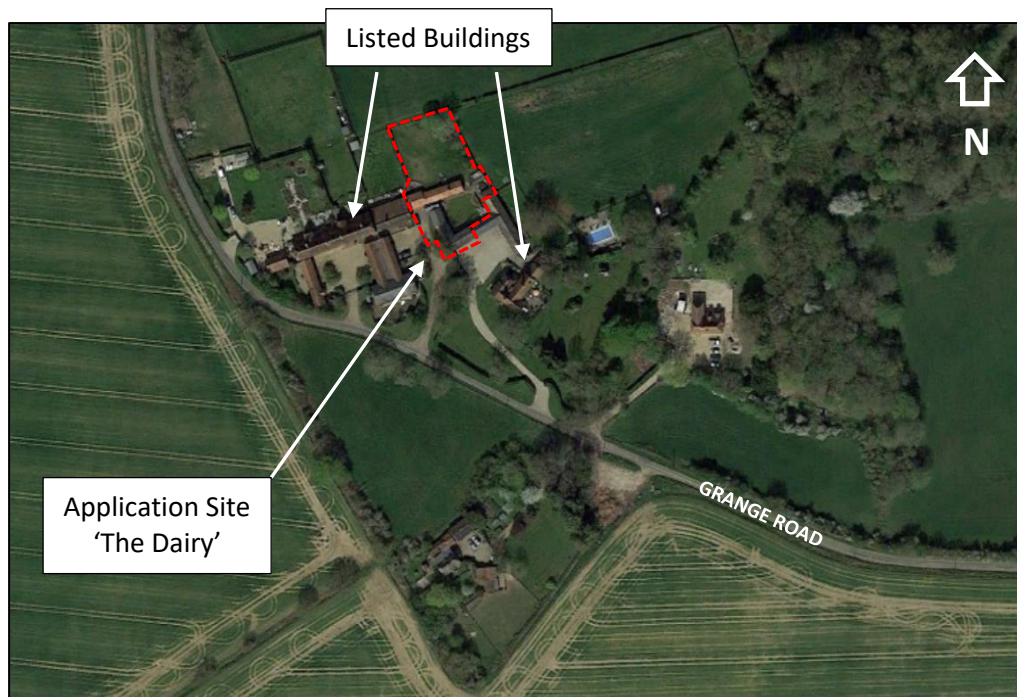 Listed Buildings
N
Application Site
‘The Dairy’
GRANGE ROAD